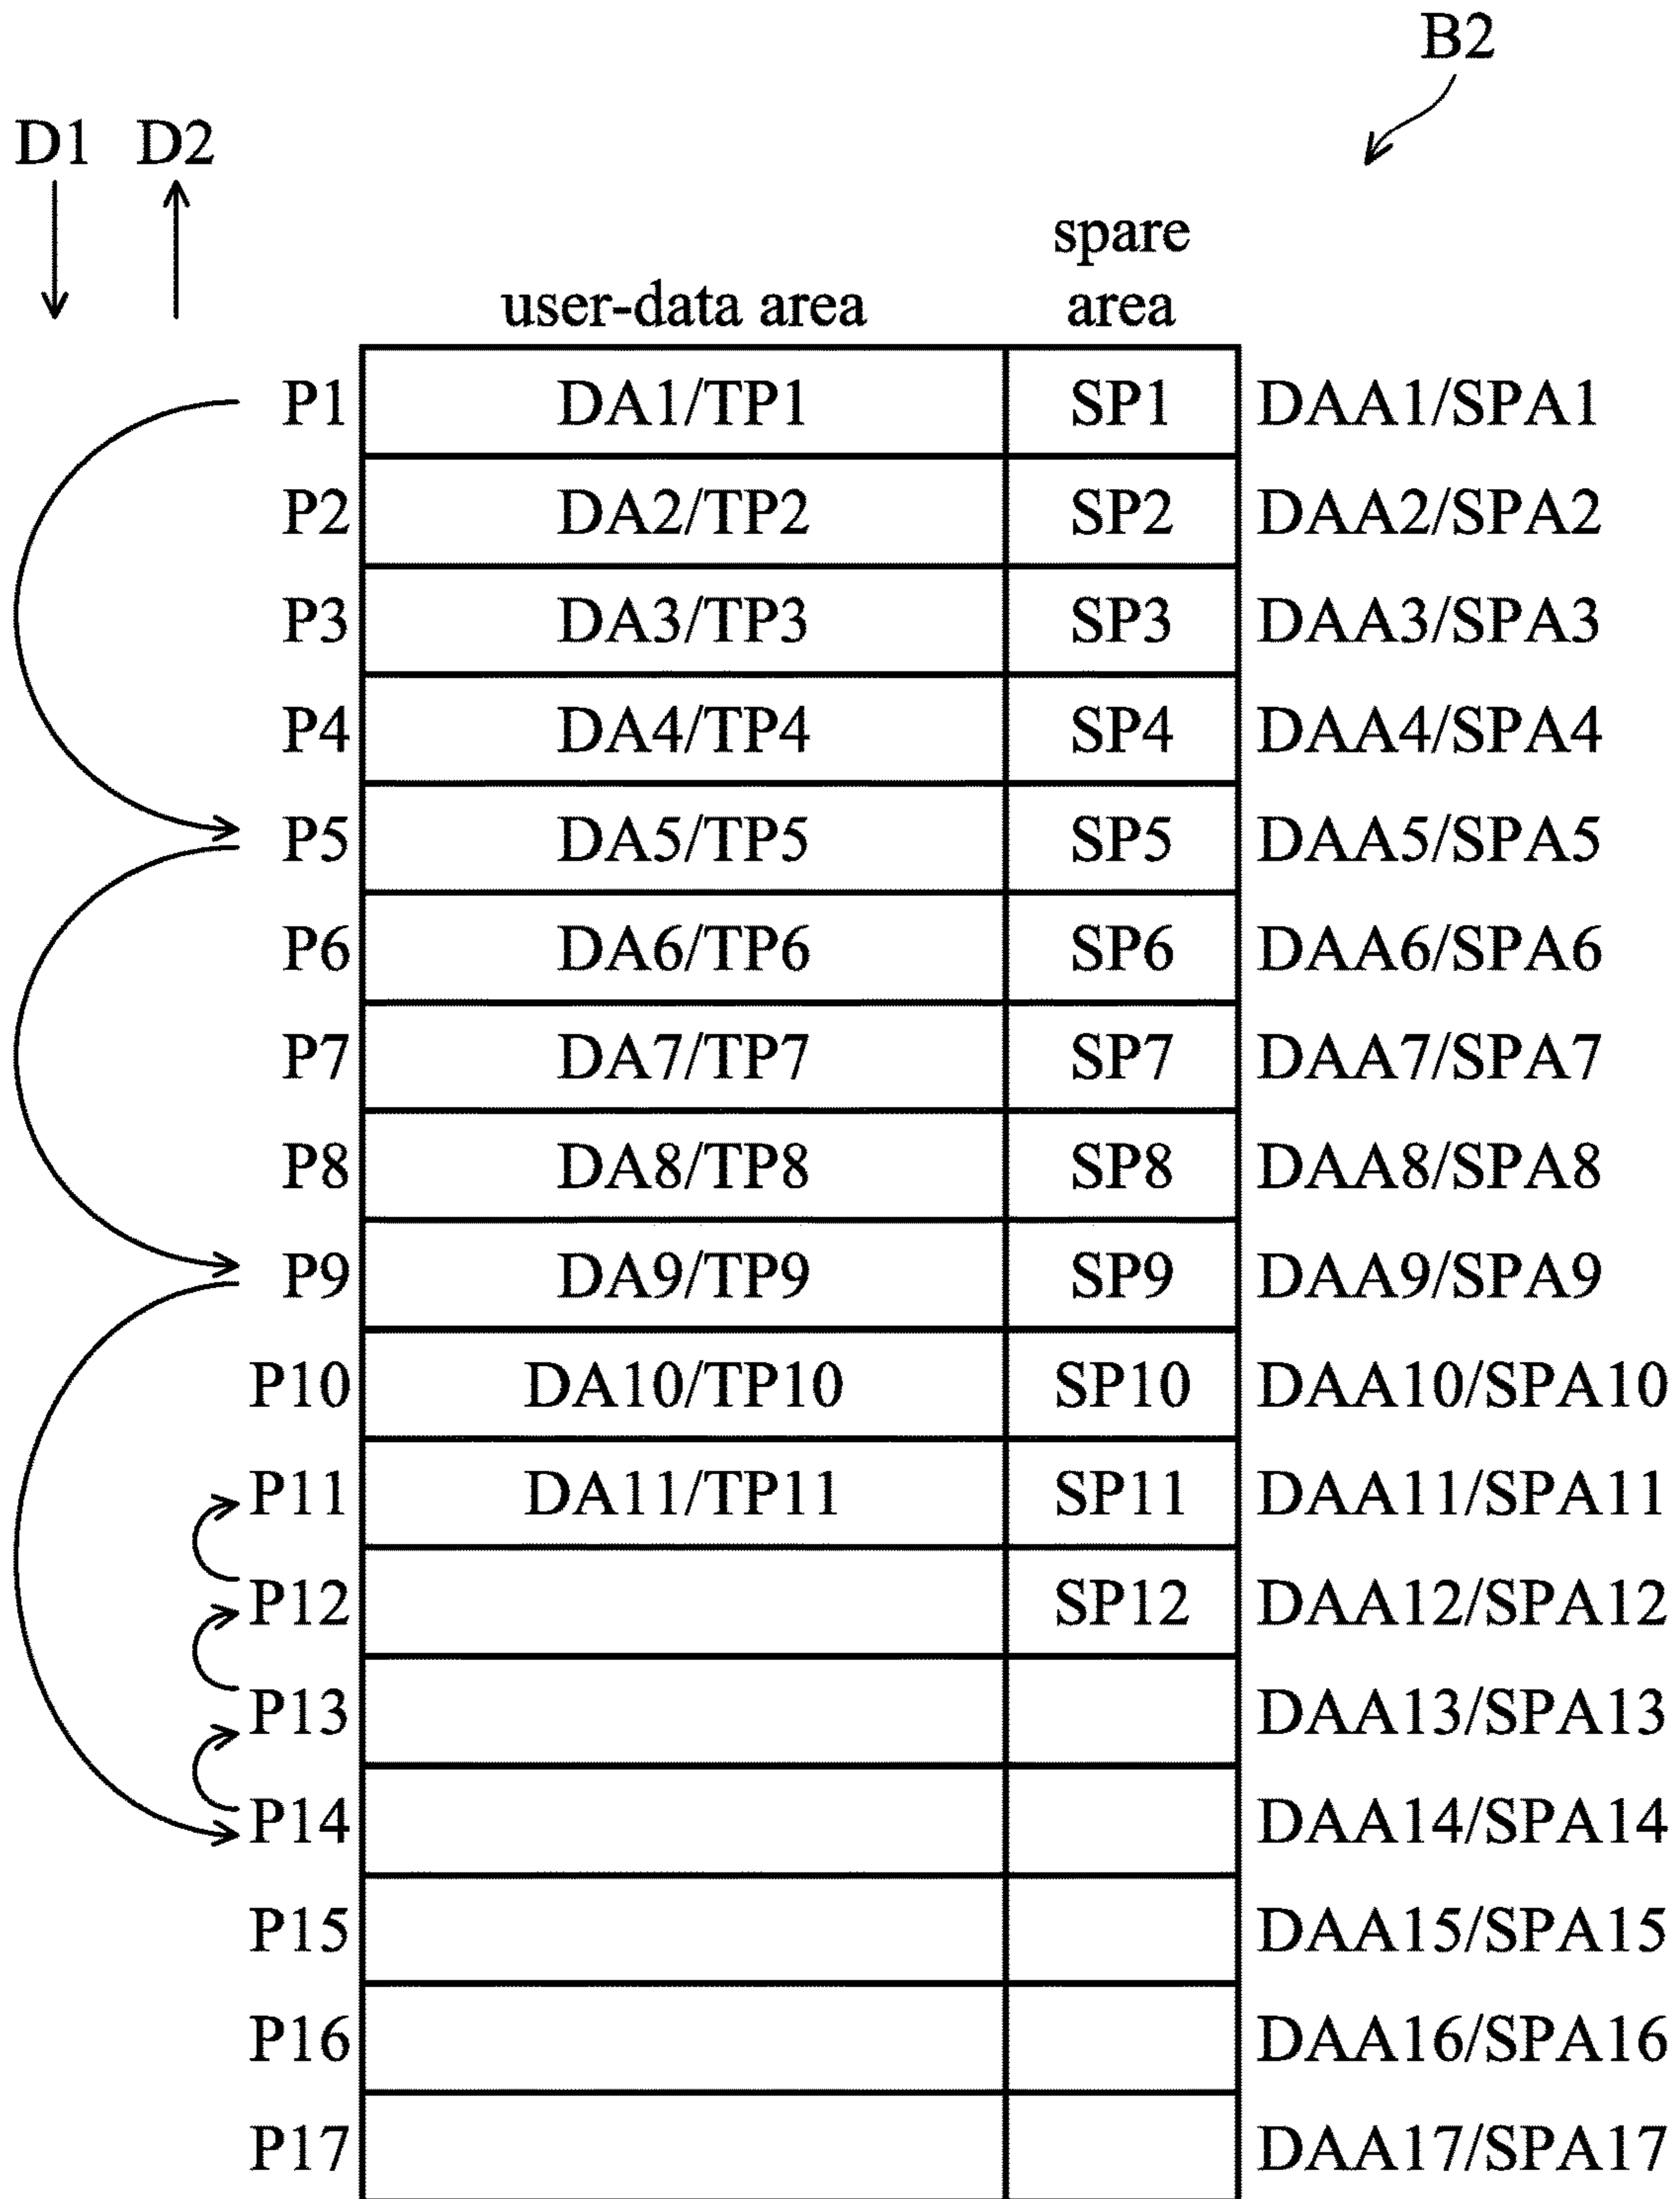 B2
D1 D2
spare
user-data area area
P1 DA1/TP1 SP1 DAA1/SPA1
P2 DA2/TP2 SP2 DAA2/SPA2
P3 DA3/TP3 SP3 DAA3/SPA3
P4 DA4/TP4 SP4 DAA4/SPA4
P5 DA5/TP5 SP5 DAA5/SPA5
P6 DA6/TP6 SP6 DAA6/SPA6
P7 DA7/TP7 SP7 DAA7/SPA7
P8 DA8/TP8 SP8 DAA8/SPA8
P9 DA9/TP9 SP9 DAA9/SPA9
P10 DA10/TP10 SP10 DAA10/SPA10
P11 DA11/TP11 SP11 DAA11/SPA11
P12 SP12 DAA12/SPA12
P13 DAA13/SPA13
P14 DAA14/SPA14
P15 DAA15/SPA15
P16 DAA16/SPA16
P17 DAA17/SPA17